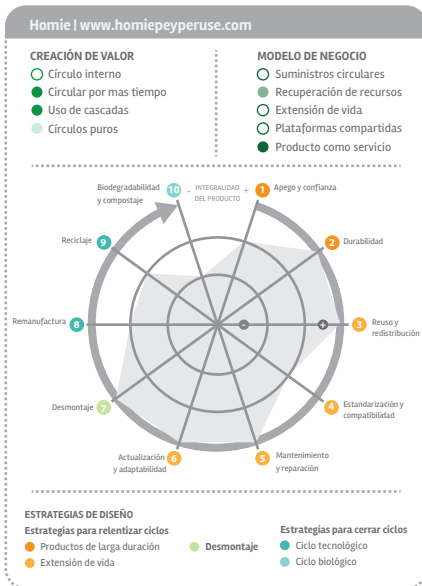 Homie | www.homiepeyperuse.com
CREACIÓN DE VALOR
Círculo interno
Circular por mas tiempo
Uso de cascadas
Círculos puros
MODELO DE NEGOCIO
Suministros circulares
Recuperación de recursos
Extensión de vida
Plataformas compartidas
Producto como servicio
Biodegradabilidad
y compostaje
10
- INTEGRALIDAD +
DEL PRODUCTO
1
Apego y confianza
Reciclaje
9
2
Durabilidad
Remanufactura
8
-
+
3
Reuso y
redistribución
Desmontaje
7
4
Estandarización y
compatibilidad
Actualización
y adaptabilidad
6
5
Mantenimiento
y reparación
ESTRATEGIAS DE DISEÑO
Estrategias para relentizar ciclos
Productos de larga duración
Extensión de vida
Desmontaje
Estrategias para cerrar ciclos
Ciclo tecnológico
Ciclo biológico